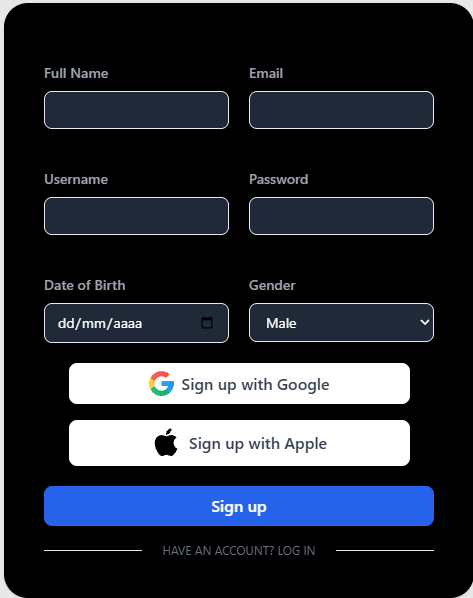 Full Name
Email
Username
Password
Date of Birth
Gender
dd/mm/aaaa
Male
Sign up with Google
Sign up with Apple
Sign up
HAVE AN ACCOUNT? LOG IN